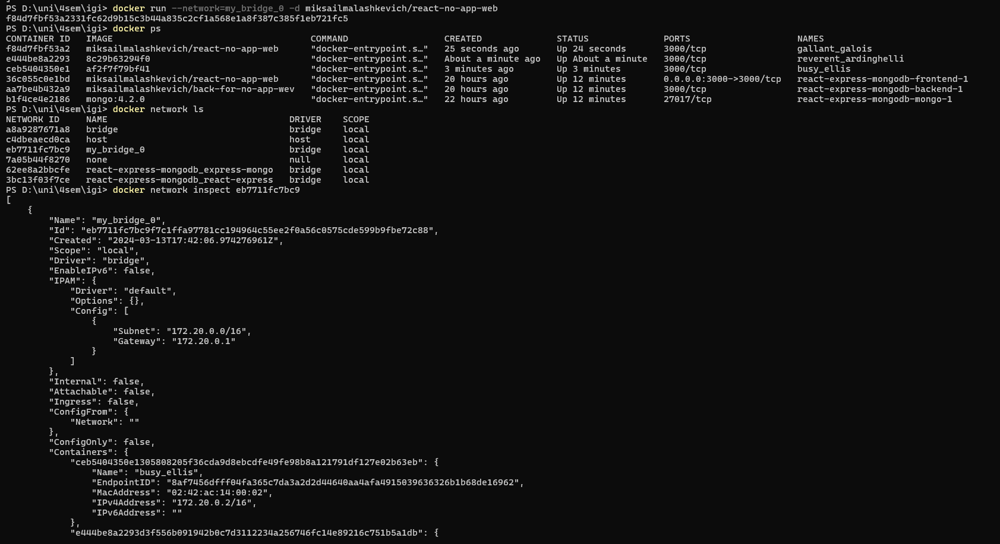 PS D:\uni\4sem\igi> docker run --network=my_bridge_0 -d miksailmalashkevich/react-no-app-web
f84d7fbf53a2331fc62d9b15c3b44a835c2cf1a568e1a8f387c385f1eb721fc5
PS D:\uni\4sem\igi> docker ps
CONTAINER ID   IMAGE                                     COMMAND                  CREATED              STATUS              PORTS                    NAMES
f84d7fbf53a2   miksailmalashkevich/react-no-app-web      "docker-entrypoint.s…"   25 seconds ago       Up 24 seconds       3000/tcp                 gallant_galois
e444be8a2293   8c29b63294f0                              "docker-entrypoint.s…"   About a minute ago   Up About a minute   3000/tcp                 reverent_ardinghelli
ceb5404350e1   af2f7f79bf41                              "docker-entrypoint.s…"   3 minutes ago        Up 3 minutes        3000/tcp                 busy_ellis
36c055c0e1bd   miksailmalashkevich/react-no-app-web      "docker-entrypoint.s…"   20 hours ago         Up 12 minutes       0.0.0.0:3000->3000/tcp   react-express-mongodb-frontend-1
aa7be4b432a9   miksailmalashkevich/back-for-no-app-wev   "docker-entrypoint.s…"   20 hours ago         Up 12 minutes       3000/tcp                 react-express-mongodb-backend-1
b1f4ce4e2186   mongo:4.2.0                               "docker-entrypoint.s…"   22 hours ago         Up 12 minutes       27017/tcp                react-express-mongodb-mongo-1
PS D:\uni\4sem\igi> docker network ls
NETWORK ID     NAME                                  DRIVER    SCOPE
a8a9287671a8   bridge                                bridge    local
c4dbeaecd0ca   host                                  host      local
eb7711fc7bc9   my_bridge_0                           bridge    local
7a05b44f8270   none                                  null      local
62ee8a2bbcfe   react-express-mongodb_express-mongo   bridge    local
3bc13f03f7ce   react-express-mongodb_react-express   bridge    local
PS D:\uni\4sem\igi> docker network inspect eb7711fc7bc9
[
    {
        "Name": "my_bridge_0",
        "Id": "eb7711fc7bc9f7c1ffa97781cc194964c55ee2f0a56c0575cde599b9fbe72c88",
        "Created": "2024-03-13T17:42:06.974276961Z",
        "Scope": "local",
        "Driver": "bridge",
        "EnableIPv6": false,
        "IPAM": {
            "Driver": "default",
            "Options": {},
            "Config": [
                {
                    "Subnet": "172.20.0.0/16",
                    "Gateway": "172.20.0.1"
                }
            ]
        },
        "Internal": false,
        "Attachable": false,
        "Ingress": false,
        "ConfigFrom": {
            "Network": ""
        },
        "ConfigOnly": false,
        "Containers": {
            "ceb5404350e1305808205f36cda9d8ebcdfe49fe98b8a121791df127e02b63eb": {
                "Name": "busy_ellis",
                "EndpointID": "8af7456dfff04fa365c7da3a2d2d44640aa4afa4915039636326b1b68de16962",
                "MacAddress": "02:42:ac:14:00:02",
                "IPv4Address": "172.20.0.2/16",
                "IPv6Address": ""
            },
            "e444be8a2293d3f556b091942b0c7d3112234a256746fc14e89216c751b5a1db": {